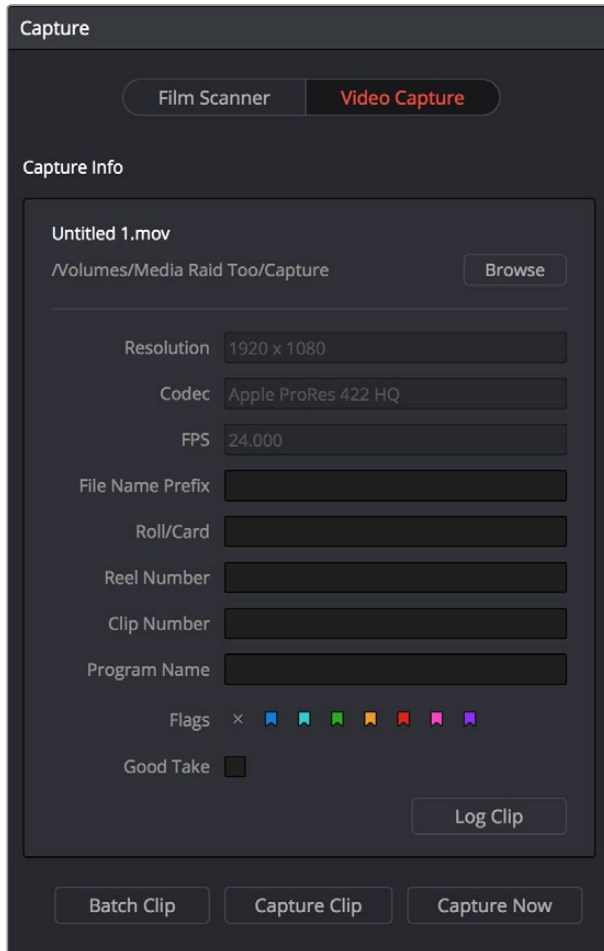 Capture
Film Scanner Video Capture
Capture Info
Untitled 1.mov
/Volumes/Media Raid Too/Capture Browse
Resolution 1920 x 1080
Codec Apple ProRes 422 HQ
FPS 24.000
File Name Prefix
Roll/Card
Reel Number
Clip Number
Program Name
Flags
Good Take
Log Clip
Batch Clip Capture Clip Capture Now